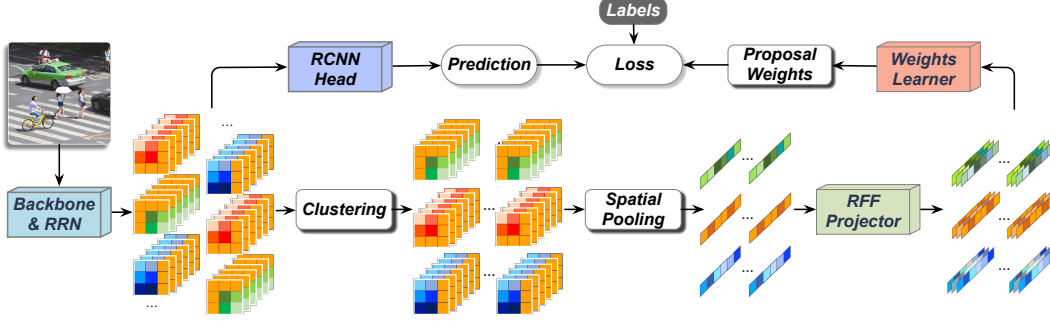 Labels
RCNN
Head
Prediction
Loss
Proposal
Weights
Weights
Learner
Backbone
& RRN
...
...
Clustering
...
...
...
Spatial
Pooling
...
...
...
RFF
Projector
...
...
...